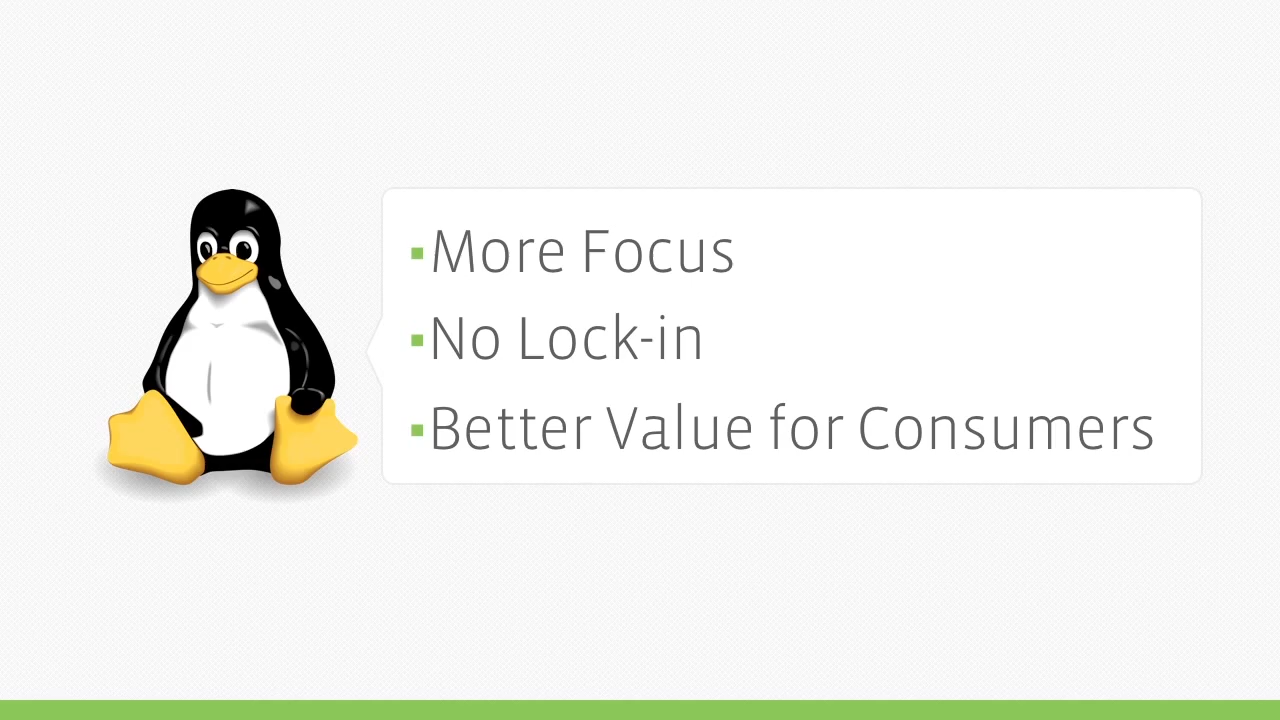 ▪More Focus
▪No Lock-in
▪Better Value for Consumers